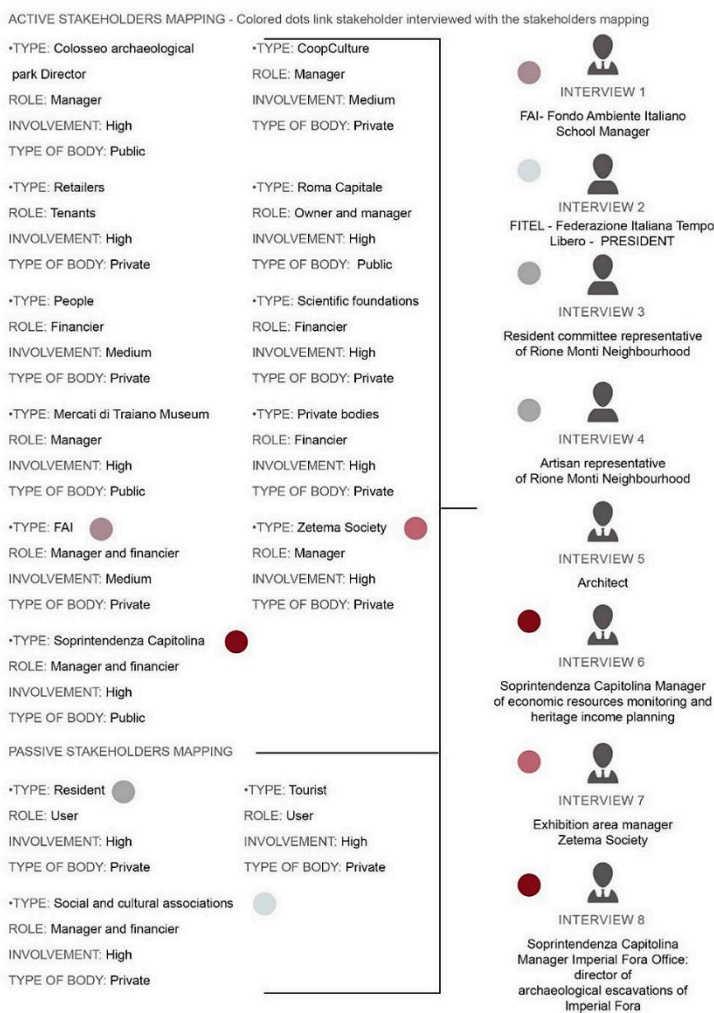 ACTIVE STAKEHOLDERS MAPPING - Colored dots link stakeholder interviewed with the stakeholders mapping
•TYPE: Colosseo archaeological
park Director
ROLE: Manager
INVOLVEMENT: High
TYPE OF BODY: Public
•TYPE: CoopCulture
ROLE: Manager
INVOLVEMENT: Medium
TYPE OF BODY: Private
•TYPE: Retailers
ROLE: Tenants
INVOLVEMENT: High
TYPE OF BODY: Private
•TYPE: Roma Capitale
ROLE: Owner and manager
INVOLVEMENT: High
TYPE OF BODY: Public
•TYPE: People
ROLE: Financier
INVOLVEMENT: Medium
TYPE OF BODY: Private
•TYPE: Scientific foundations
ROLE: Financier
INVOLVEMENT: High
TYPE OF BODY: Private
•TYPE: Mercati di Traiano Museum
ROLE: Manager
INVOLVEMENT: High
TYPE OF BODY: Public
•TYPE: Private bodies
ROLE: Financier
INVOLVEMENT: High
TYPE OF BODY: Private
•TYPE: FAI
ROLE: Manager and financier
INVOLVEMENT: Medium
TYPE OF BODY: Private
•TYPE: Zetema Society
ROLE: Manager
INVOLVEMENT: High
TYPE OF BODY: Private
•TYPE: Soprintendenza Capitolina
ROLE: Manager and financier
INVOLVEMENT: High
TYPE OF BODY: Public
PASSIVE STAKEHOLDERS MAPPING
•TYPE: Resident
ROLE: User
INVOLVEMENT: High
TYPE OF BODY: Private
•TYPE: Tourist
ROLE: User
INVOLVEMENT: High
TYPE OF BODY: Private
•TYPE: Social and cultural associations
ROLE: Manager and financier
INVOLVEMENT: High
TYPE OF BODY: Private
INTERVIEW 1
FAI- Fondo Ambiente Italiano
School Manager
INTERVIEW 2
FITEL - Federazione Italiana Tempo
Libero - PRESIDENT
INTERVIEW 3
Resident committee representative
of Rione Monti Neighbourhood
INTERVIEW 4
Artisan representative
of Rione Monti Neighbourhood
INTERVIEW 5
Architect
INTERVIEW 6
Soprintendenza Capitolina Manager
of economic resources monitoring and
heritage income planning
INTERVIEW 7
Exhibition area manager
Zetema Society
INTERVIEW 8
Soprintendenza Capitolina
Manager Imperial Fora Office:
director of
archaeological escavations of
Imperial Fora